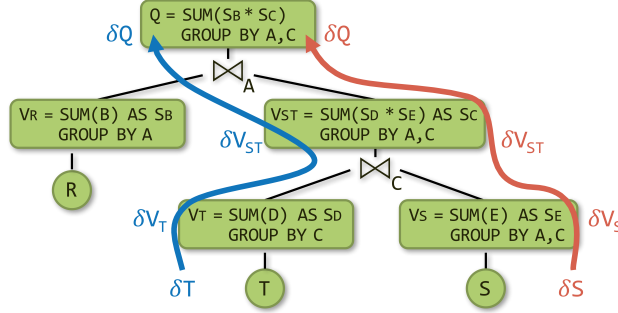 Q = SUM(SB * SC)
GROUP BY A,C
δQ
δQ
⋈A
VR = SUM(B) AS SB
GROUP BY A
VST = SUM(SD * SE) AS SC
GROUP BY A,C
δVST
δVST
R
⋈C
δVT
VT = SUM(D) AS SD
GROUP BY C
VS = SUM(E) AS SE
GROUP BY A,C
δVS
δT
T
S
δS